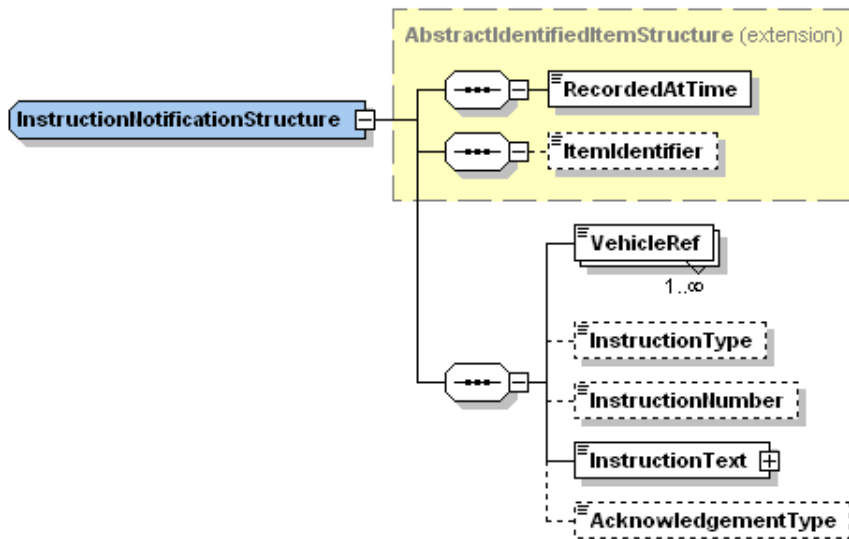 AbstractIdentifiedItemStructure (extension)
RecordedAtTime
InstructionNotificationStructure
ItemIdentifier
VehicleRef
1..∞
InstructionType
InstructionNumber
InstructionText
AcknowledgementType